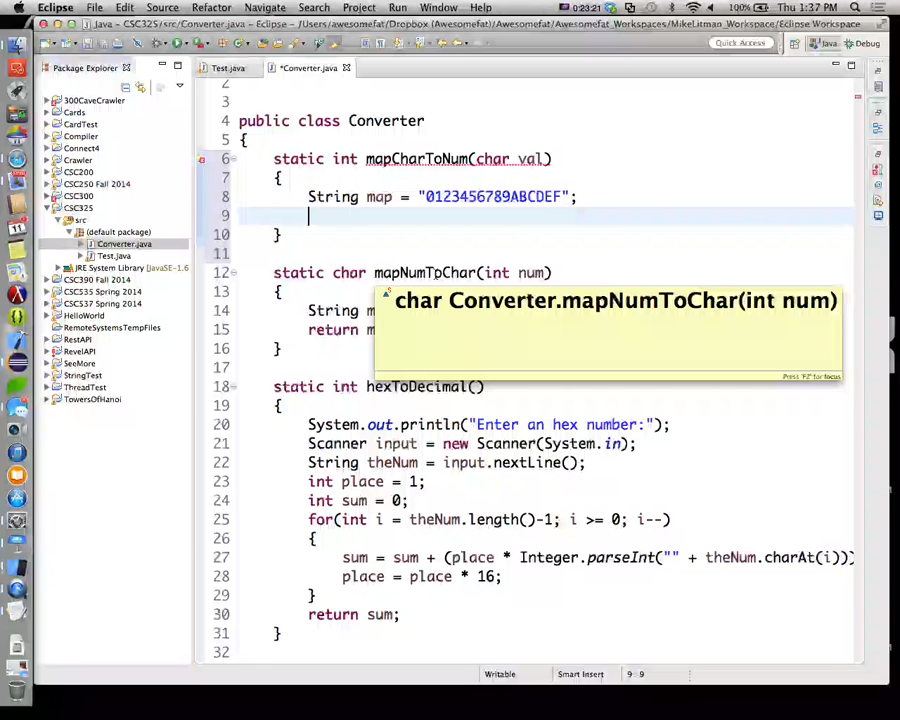 Eclipse File Edit Source Refactor Navigate Search Project Run Window Help 0:23:21 100% Thu 1:37 PM
Java - CSC325/src/Converter.java - Eclipse - /Users/awesomefat/Dropbox (Awesomefat)/Awesomefat_Workspaces/MikeLitman_Workspace/Eclipse Workspace
Quick Access Java Debug
Package Explorer Test.java *Converter.java
300CaveCrawler
Cards
CardTest
Compiler
Connect4
Crawler
CSC200
CSC250 Fall 2014
CSC300
CSC325
src
(default package)
Converter.java
Test.java
JRE System Library [JavaSE-1.6
CSC390 Fall 2014
CSC535 Spring 2014
CSC537 Spring 2014
HelloWorld
RemoteSystemsTempFiles
RestAPI
RevelAPI
SeeMore
StringTest
ThreadTest
TowersOfHanoi
2
3
4 public class Converter
5 {
6 static int mapCharToNum(char val)
7 {
8 String map = "0123456789ABCDEF";
9
10 }
11
12 static char mapNumToChar(int num)
13 {
14 String m
15 return m
16 }
17
18 static int hexToDecimal()
19 {
20 System.out.println("Enter an hex number:");
21 Scanner input = new Scanner(System.in);
22 String theNum = input.nextLine();
23 int place = 1;
24 int sum = 0;
25 for(int i = theNum.length()-1; i >= 0; i--)
26 {
27 sum = sum + (place * Integer.parseInt("" + theNum.charAt(i)))
28 place = place * 16;
29 }
30 return sum;
31 }
32
char Converter.mapNumToChar(int num)
Press 'F2' for focus
Writable Smart Insert 9 : 9